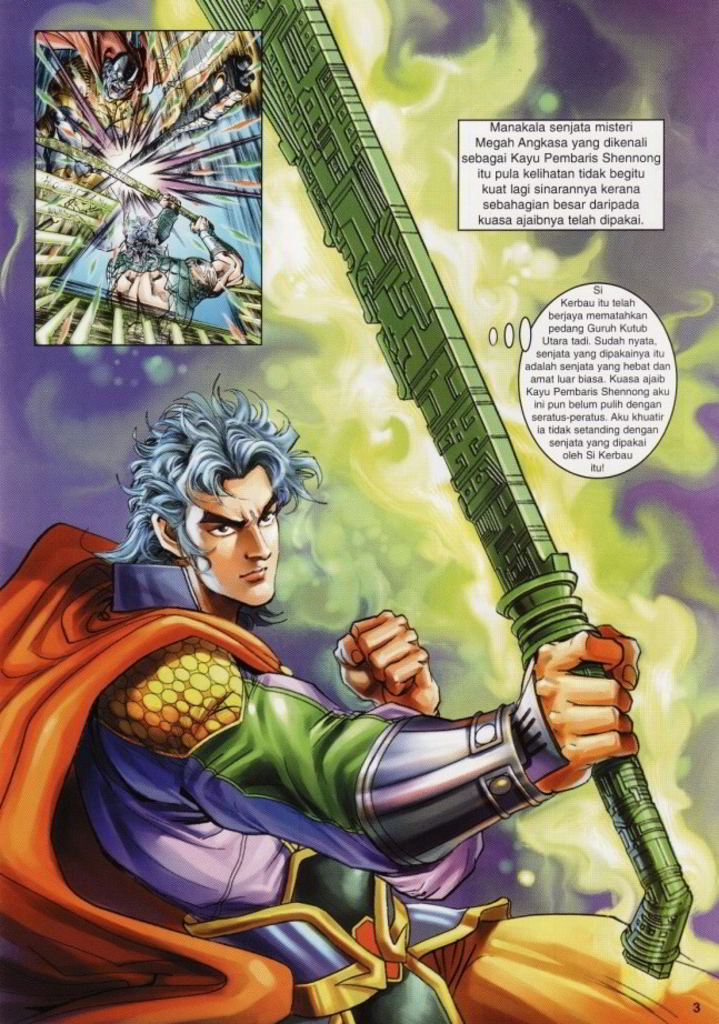 Manakala senjata misteri
Megah Angkasa yang dikenali
sebagai Kayu Pembaris Shennong
itu pula kelihatan tidak begitu
kuat lagi sinarannya kerana
sebahagian besar daripada
kuasa ajaibnya telah dipakai.
Si
Kerbau itu telah
berjaya mematahkan
pedang Guruh Kutub
Utara tadi. Sudah nyata,
senjata yang dipakainya itu
adalah senjata yang hebat dan
amat luar biasa. Kuasa ajaib
Kayu Pembaris Shennong aku
ini pun belum pulih dengan
seratus-peratus. Aku khuatir
ia tidak setanding dengan
senjata yang dipakai
oleh Si Kerbau
itu!
3